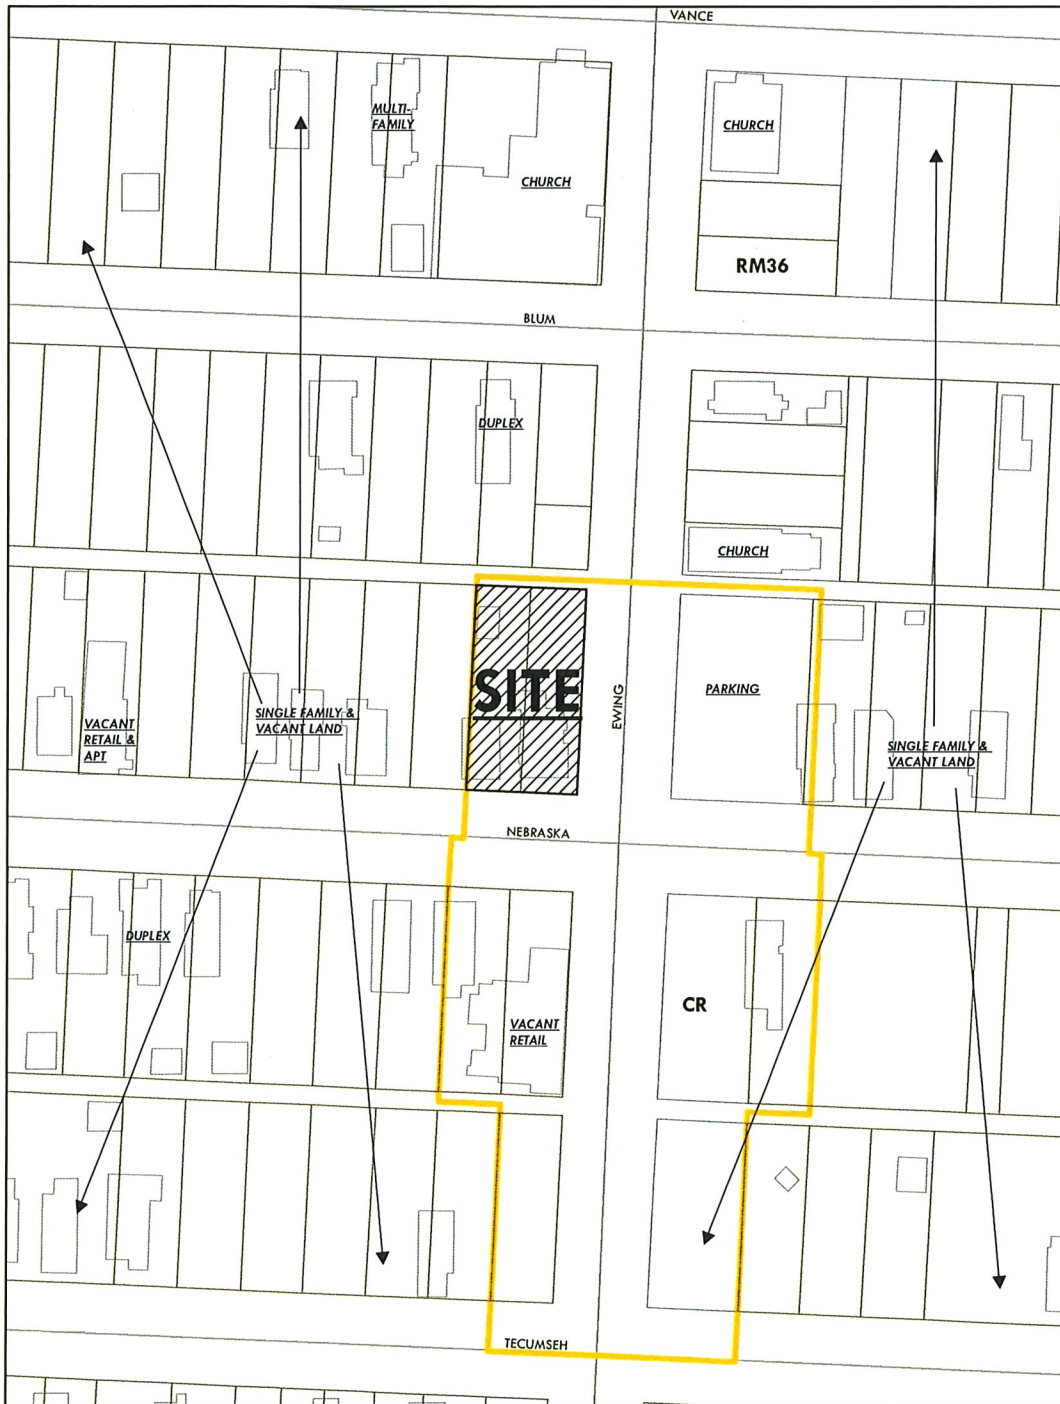 VANCE
MULTI-
FAMILY
CHURCH
CHURCH
RM36
BLUM
DUPLEX
CHURCH
SITE
EWING
PARKING
VACANT
RETAIL &
APT
SINGLE FAMILY &
VACANT LAND
SINGLE FAMILY &
VACANT LAND
NEBRASKA
DUPLEX
VACANT
RETAIL
CR
TECUMSEH